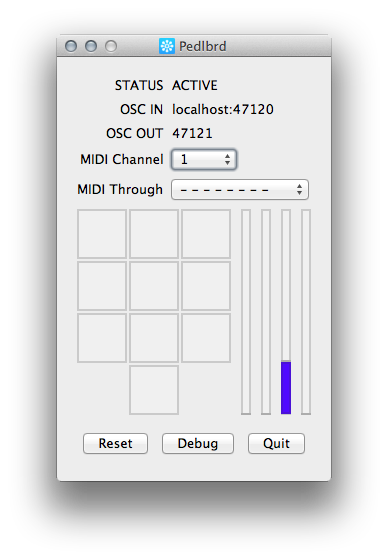 Pedlbrd
STATUS ACTIVE
OSC IN localhost:47120
OSC OUT 47121
MIDI Channel 1
MIDI Through - - - - - - - -
Reset Debug Quit